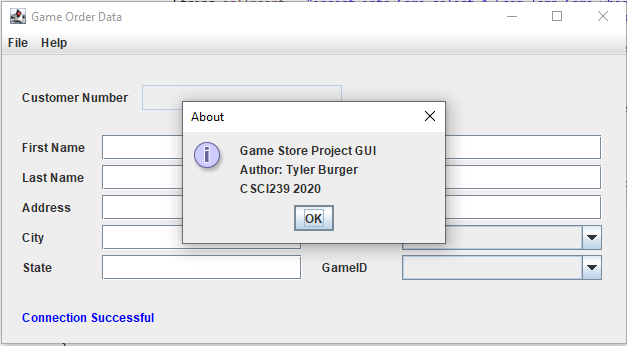 Game Order Data
File Help
Customer Number
About
Game Store Project GUI
Author: Tyler Burger
CSCI239 2020
OK
First Name
Last Name
Address
City
State
GameID
Connection Successful